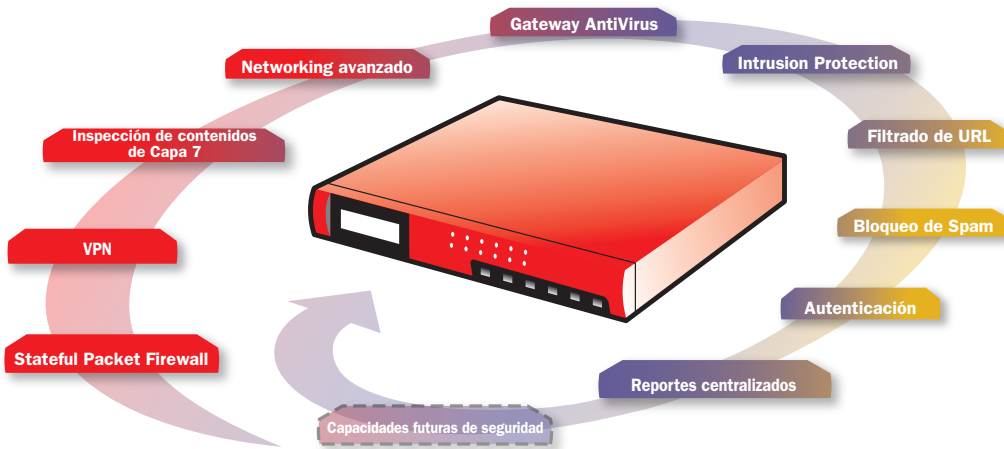 Gateway AntiVirus
Networking avanzado
Intrusion Protection
Inspección de contenidos
de Capa 7
Filtrado de URL
VPN
Bloqueo de Spam
Autenticación
Stateful Packet Firewall
Reportes centralizados
Capacidades futuras de seguridad